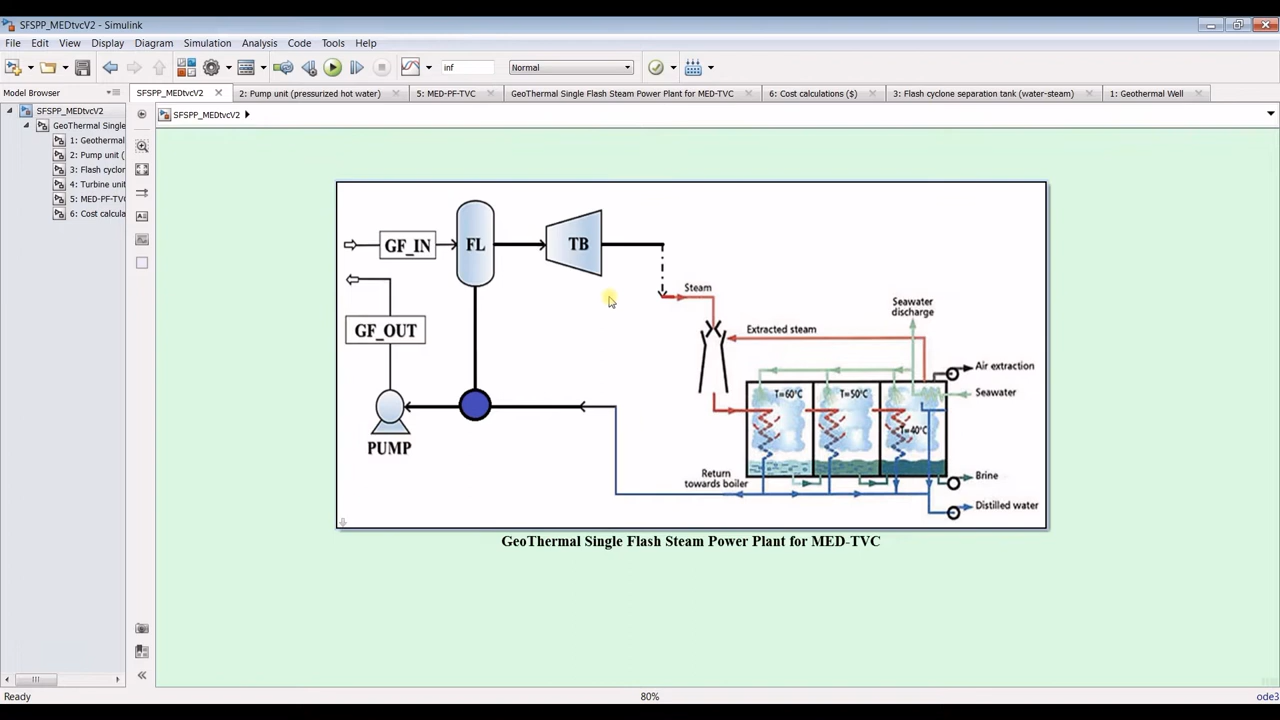 SFSPP_MEDtvcV2 - Simulink
File Edit View Display Diagram Simulation Analysis Code Tools Help
inf Normal
Model Browser
SFSPP_MEDtvcV2 2: Pump unit (pressurized hot water) 5: MED-PF-TVC GeoThermal Single Flash Steam Power Plant for MED-TVC 6: Cost calculations ($) 3: Flash cyclone separation tank (water-steam) 1: Geothermal Well
SFSPP_MEDtvcV2
SFSPP_MEDtvcV2
GeoThermal Single
1: Geothermal
2: Pump unit (
3: Flash cyclor
4: Turbine unit
5: MED-PF-TVC
6: Cost calcula
GF_IN
FL
TB
Steam
Seawater
discharge
GF_OUT
Extracted steam
Air extraction
T=60°C
T=50°C
Seawater
T=40°C
PUMP
Return
towards boiler
Brine
Distilled water
GeoThermal Single Flash Steam Power Plant for MED-TVC
Ready 80% ode3